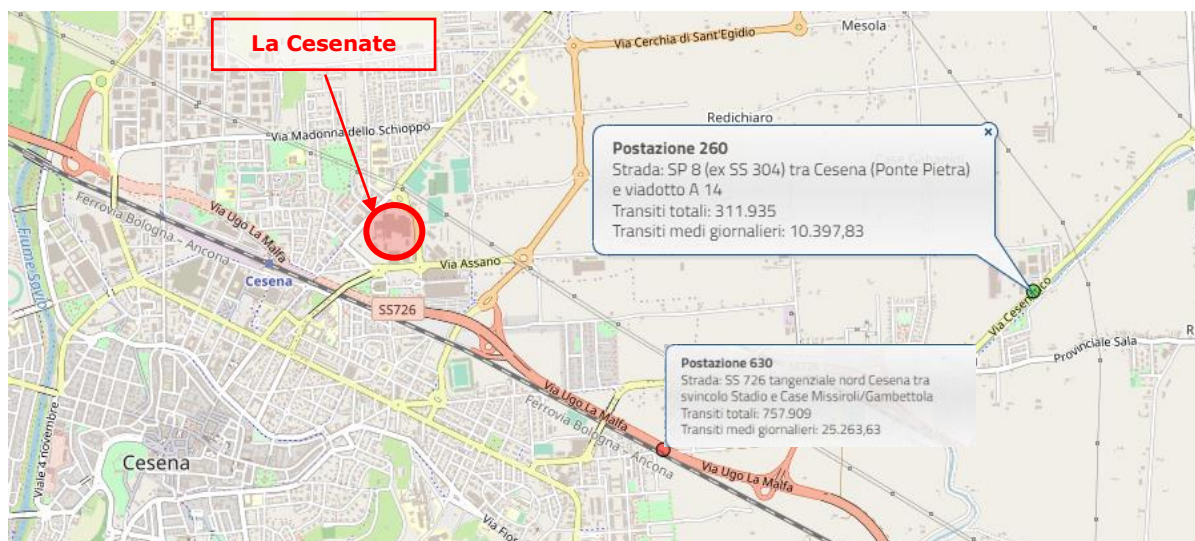 La Cesenate
Via Cerchia di Sant'Egidio
Mesola
Via Madonna dello Schioppo
Redichiaro
Postazione 260
Strada: SP 8 (ex SS 304) tra Cesena (Ponte Pietra)
e viadotto A 14
Transiti totali: 311.935
Transiti medi giornalieri: 10.397,83
Via Ugo La Malfa
Ferrovia Bologna - Ancona
Fiume Savio
Cesena
Via Assano
SS726
Via Cesenatico
Provinciale Sala
R
Postazione 630
Strada: SS 726 tangenziale nord Cesena tra
svincolo Stadio e Case Missiroli/Gambettola
Transiti totali: 757.909
Transiti medi giornalieri: 25.263,63
Via Ugo La Malfa
Ferrovia Bologna - Ancona
Viale 4 novembre
Cesena
Via Ugo La Malfa
Via Fio